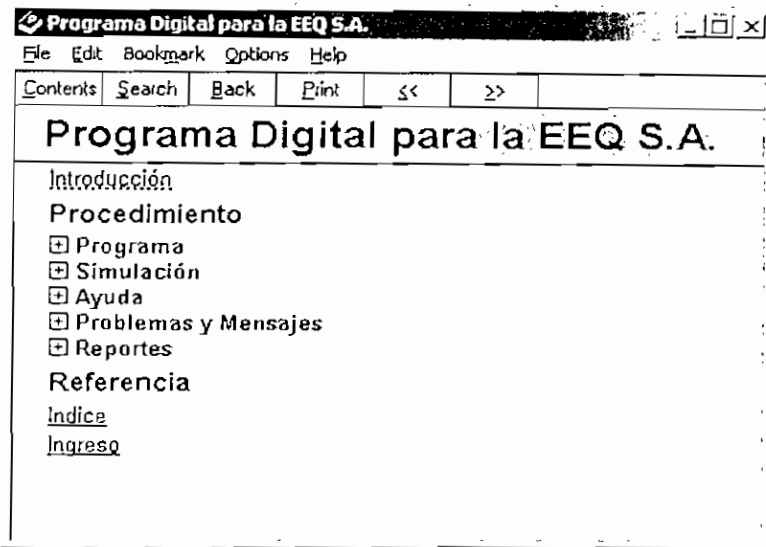 Programa Digital para la EEQ S.A.
File Edit Bookmark Options Help
Contents Search Back Print << >>
Programa Digital para la EEQ S.A.
Introducción
Procedimiento
Programa
Simulación
Ayuda
Problemas y Mensajes
Reportes
Referencia
Indice
Ingreso